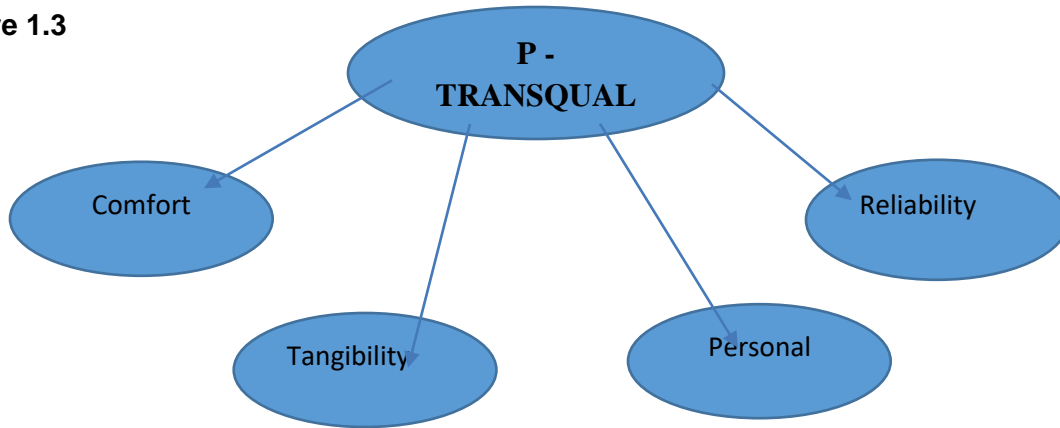 1.3
P -
TRANSQUAL
Comfort
Reliability
Tangibility
Personal